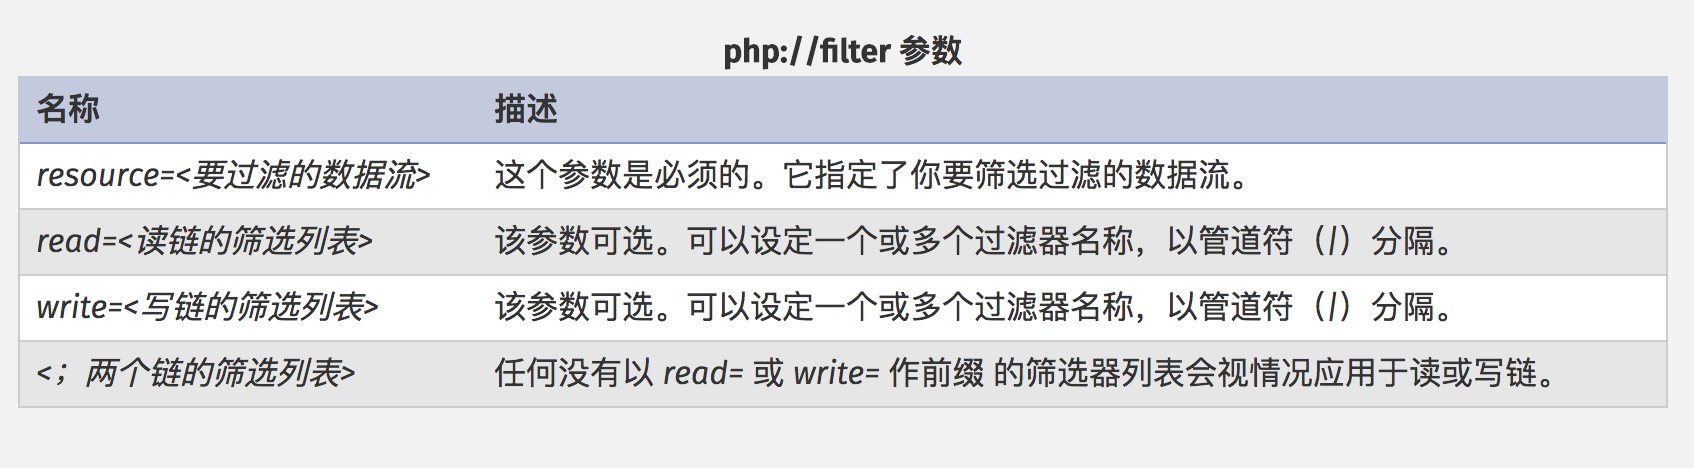 php://filter 参数
名称 描述
resource=<要过滤的数据流> 这个参数是必须的。它指定了你要筛选过滤的数据流。
read=<读链的筛选列表> 该参数可选。可以设定一个或多个过滤器名称，以管道符（|）分隔。
write=<写链的筛选列表> 该参数可选。可以设定一个或多个过滤器名称，以管道符（|）分隔。
<；两个链的筛选列表> 任何没有以 read= 或 write= 作前缀 的筛选器列表会视情况应用于读或写链。